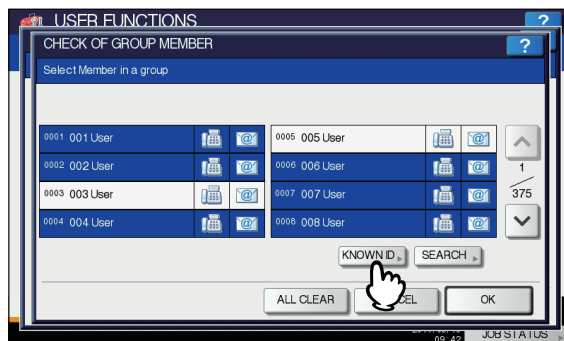 USER FUNCTIONS
?
CHECK OF GROUP MEMBER
?
Select Member in a group
0001 001 User
0005 005 User
0002 002 User
0006 006 User
1
0003 003 User
0007 007 User
375
0004 004 User
0008 008 User
KNOWN ID
SEARCH
ALL CLEAR
OK
09: 42
JOB STATUS